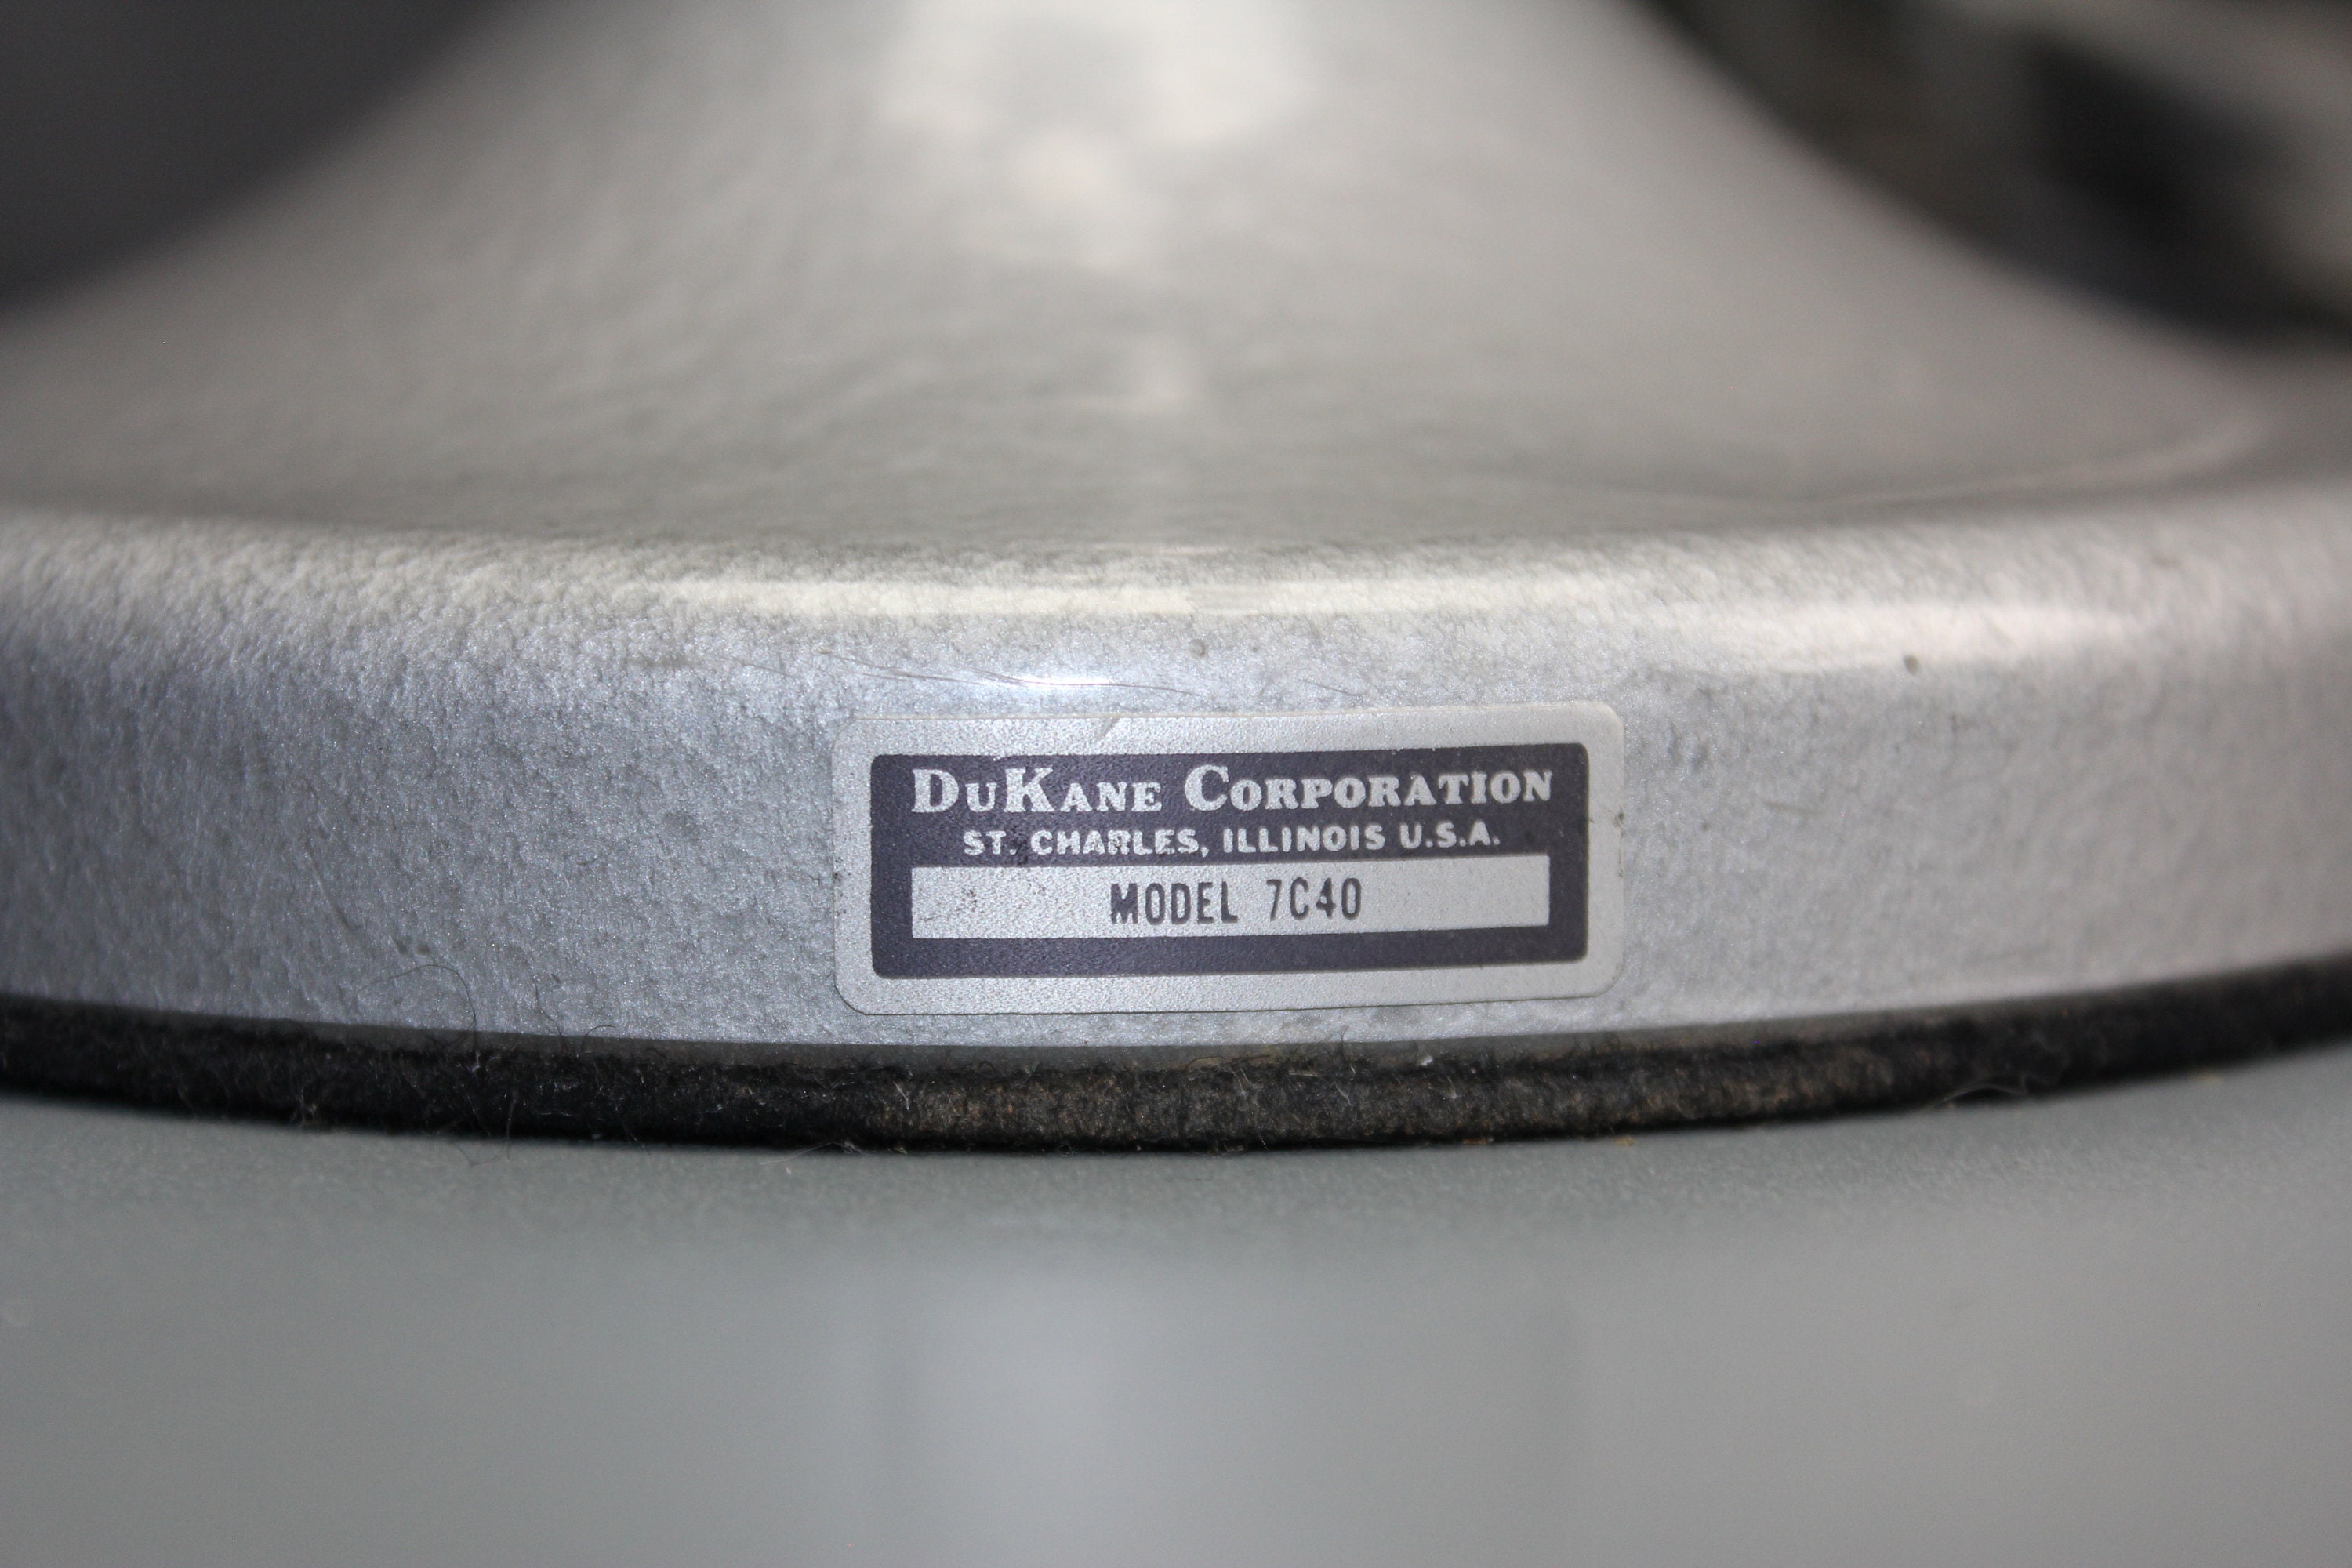 DUKANE CORPORATION
ST. CHARLES, ILLINOIS U.S.A.
MODEL 7C40